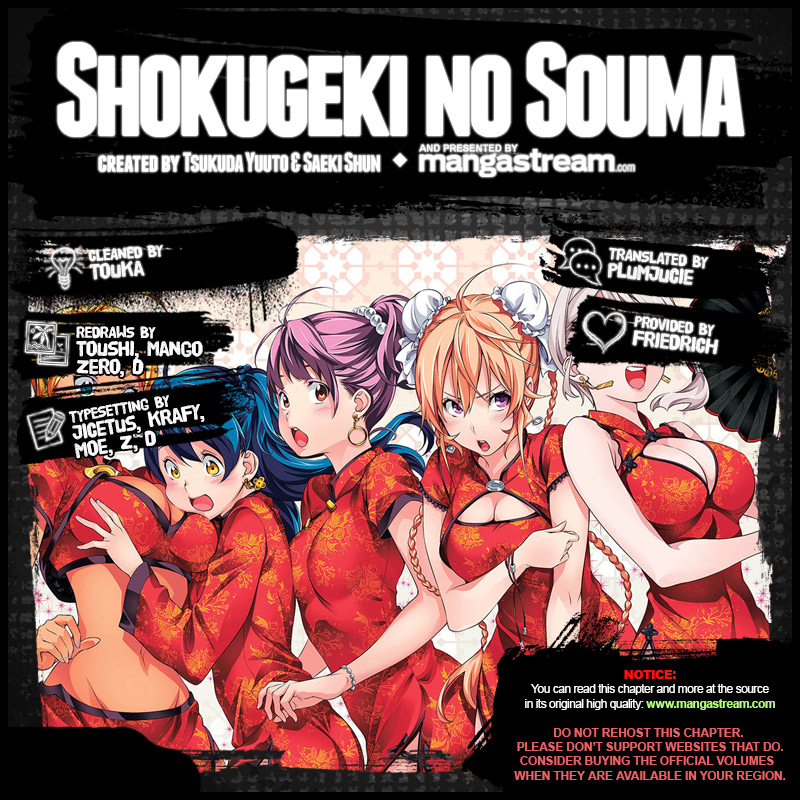 SHOKUGEKI NO SOUMA
CREATED BY TSUKUDA YUUTO & SAEKI SHUN ◆ AND PRESENTED BY mangastream.com
CLEANED BY
TOUKA
TRANSLATED BY
PLUMJUCIE
REDRAWS BY
TOUSHI, MANGO
ZERO, D
PROVIDED BY
FRIEDRICH
TYPESETTING BY
JICETUS, KRAFY,
MOE, Z, D
NOTICE:
You can read this chapter and more at the source
in its original high quality: www.mangastream.com
DO NOT REHOST THIS CHAPTER.
PLEASE DON'T SUPPORT WEBSITES THAT DO.
CONSIDER BUYING THE OFFICIAL VOLUMES
WHEN THEY ARE AVAILABLE IN YOUR REGION.